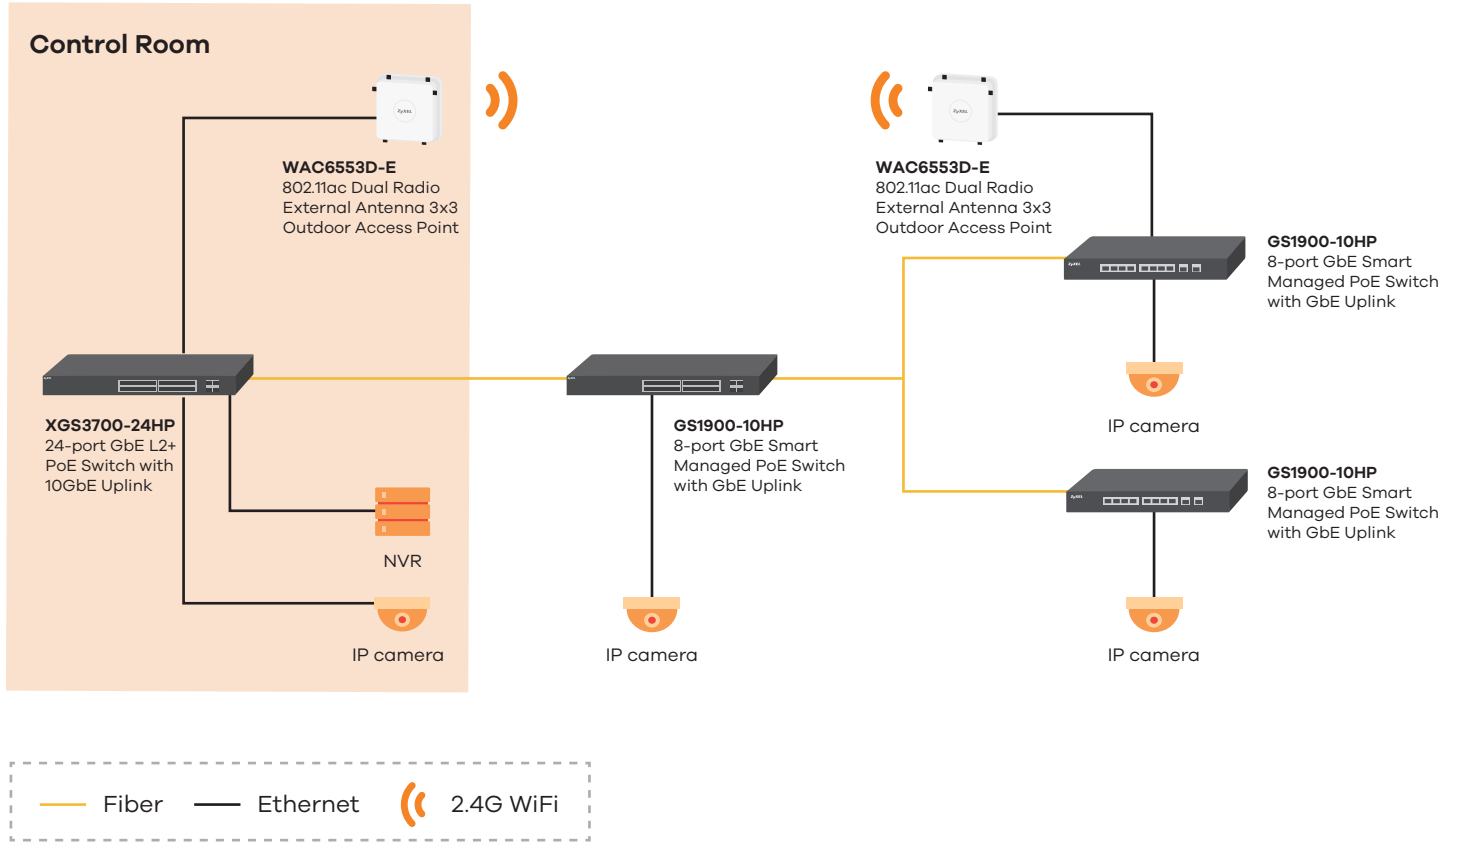 Control Room
ZyXEL
WAC6553D-E
802.11ac Dual Radio
External Antenna 3x3
Outdoor Access Point
ZyXEL
WAC6553D-E
802.11ac Dual Radio
External Antenna 3x3
Outdoor Access Point
ZyXEL
GS1900-10HP
8-port GbE Smart
Managed PoE Switch
with GbE Uplink
IP camera
XGS3700-24HP
24-port GbE L2+
PoE Switch with
10GbE Uplink
GS1900-10HP
8-port GbE Smart
Managed PoE Switch
with GbE Uplink
ZyXEL
GS1900-10HP
8-port GbE Smart
Managed PoE Switch
with GbE Uplink
NVR
IP camera
IP camera
IP camera
Fiber
Ethernet
2.4G WiFi